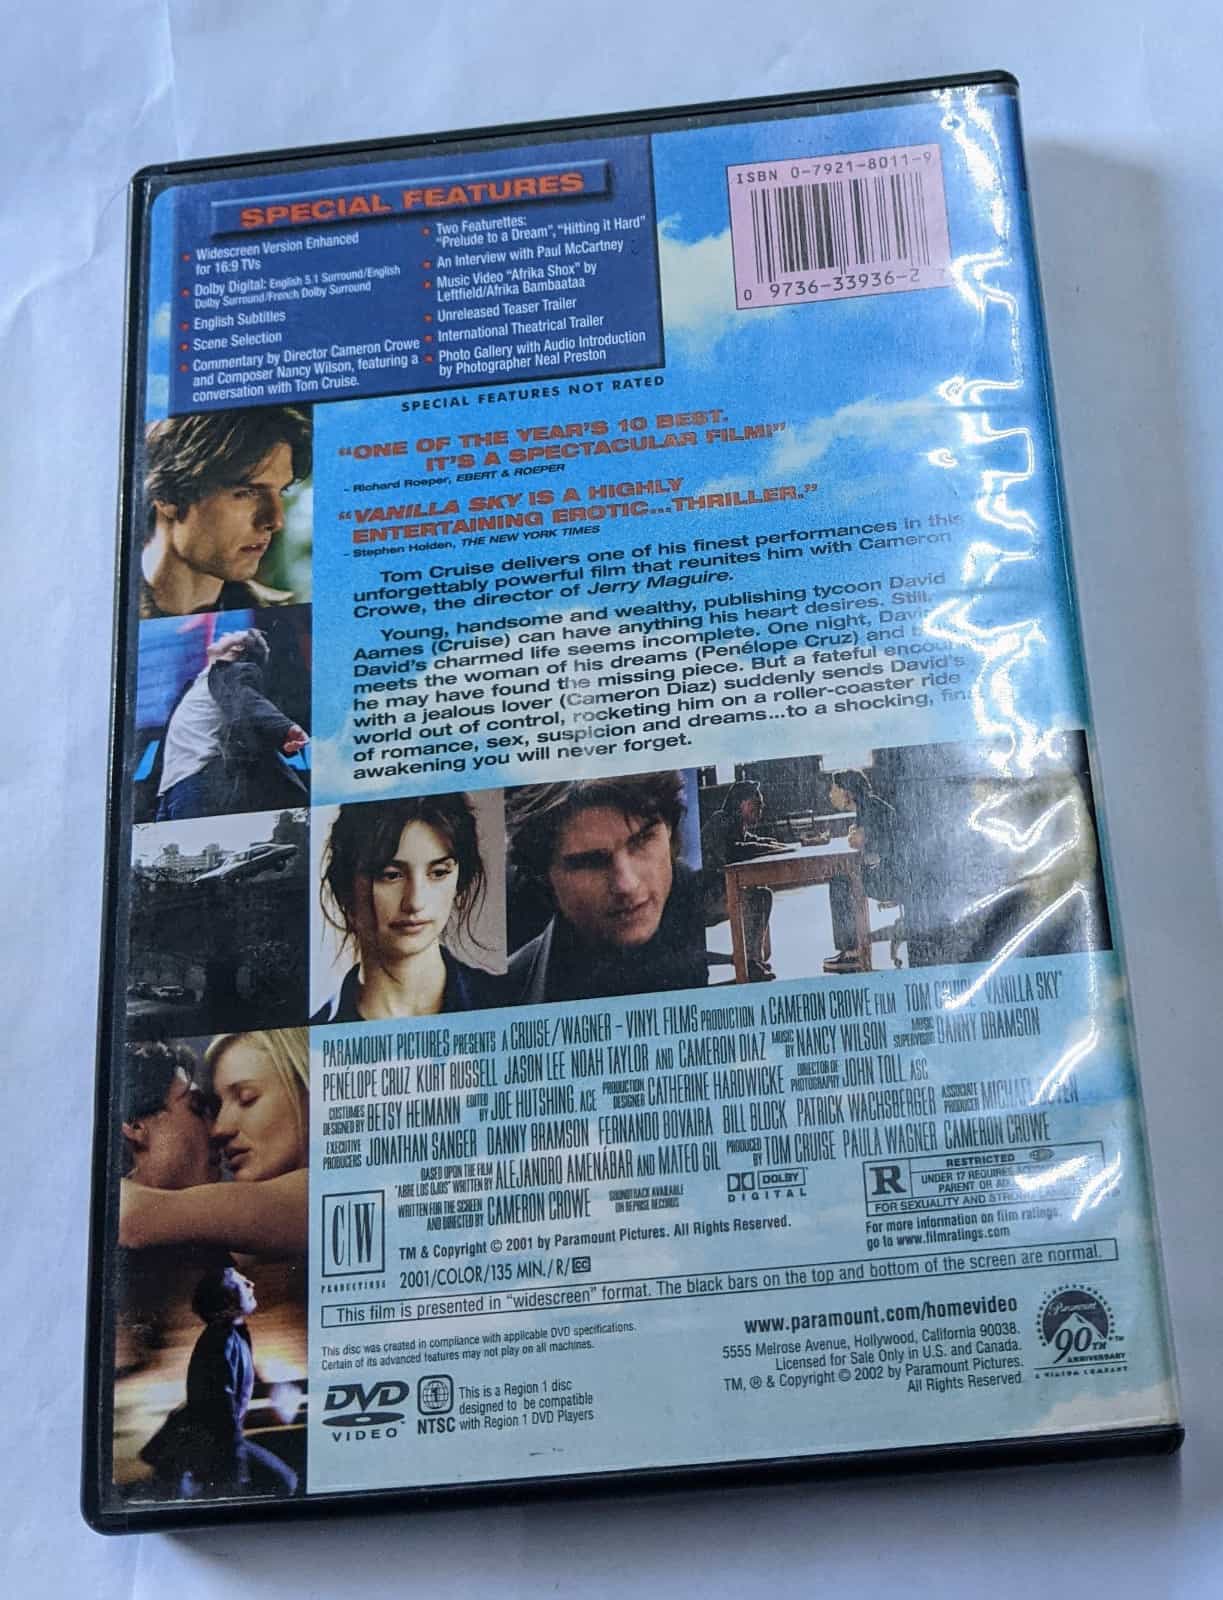 SPECIAL FEATURES
• Widescreen Version Enhanced
for 16:9 TVs
• Dolby Digital: English 5.1 Surround/English
Dolby Surround/French Dolby Surround
• English Subtitles
• Scene Selection
• Commentary by Director Cameron Crowe
and Composer Nancy Wilson, featuring a
conversation with Tom Cruise.
• Two Featurettes:
"Prelude to a Dream", "Hitting it Hard"
• An Interview with Paul McCartney
• Music Video "Afrika Shox" by
Leftfield/Afrika Bambaataa
• Unreleased Teaser Trailer
• International Theatrical Trailer
• Photo Gallery with Audio Introduction
by Photographer Neal Preston
SPECIAL FEATURES NOT RATED
ISBN 0-7921-8011-9
0 9736-33936-2 7
"ONE OF THE YEAR'S 10 BEST.
IT'S A SPECTACULAR FILM!"
– Richard Roeper, EBERT & ROEPER
"VANILLA SKY IS A HIGHLY
ENTERTAINING EROTIC...THRILLER."
– Stephen Holden, THE NEW YORK TIMES
Tom Cruise delivers one of his finest performances in this
unforgettably powerful film that reunites him with Cameron
Crowe, the director of Jerry Maguire.
Young, handsome and wealthy, publishing tycoon David
Aames (Cruise) can have anything his heart desires. Still,
David's charmed life seems incomplete. One night, David
meets the woman of his dreams (Penélope Cruz) and
he may have found the missing piece. But a fateful
with a jealous lover (Cameron Diaz) suddenly sends David's
world out of control, rocketing him on a roller-coaster ride
of romance, sex, suspicion and dreams...to a shocking,
awakening you will never forget.
PARAMOUNT PICTURES PRESENTS A CRUISE/WAGNER – VINYL FILMS PRODUCTION A CAMERON CROWE FILM TOM CRUISE "VANILLA SKY"
PENÉLOPE CRUZ KURT RUSSELL JASON LEE NOAH TAYLOR AND CAMERON DIAZ MUSIC BY NANCY WILSON MUSIC SUPERVISOR DANNY BRAMSON
COSTUMES DESIGNED BY BETSY HEIMANN EDITED BY JOE HUTSHING, ACE PRODUCTION DESIGNER CATHERINE HARDWICKE DIRECTOR OF PHOTOGRAPHY JOHN TOLL, ASC
EXECUTIVE PRODUCERS JONATHAN SANGER DANNY BRAMSON FERNANDO BOVAIRA BILL BLOCK PATRICK WACHSBERGER ASSOCIATE PRODUCER MICHAEL
BASED UPON THE FILM "ABRE LOS OJOS" WRITTEN BY ALEJANDRO AMENÁBAR AND MATEO GIL PRODUCED BY TOM CRUISE PAULA WAGNER CAMERON CROWE
WRITTEN FOR THE SCREEN AND DIRECTED BY CAMERON CROWE SOUNDTRACK AVAILABLE ON REPRISE RECORDS
DOLBY
DIGITAL
C|W
PRODUCTIONS
R RESTRICTED
UNDER 17 REQUIRES
PARENT OR
FOR SEXUALITY AND STRONG
For more information on film ratings,
go to www.filmratings.com
TM & Copyright © 2001 by Paramount Pictures. All Rights Reserved.
2001/COLOR/135 MIN./R/CC
This film is presented in "widescreen" format. The black bars on the top and bottom of the screen are normal.
This disc was created in compliance with applicable DVD specifications.
Certain of its advanced features may not play on all machines.
DVD
VIDEO
1
NTSC
This is a Region 1 disc
designed to be compatible
with Region 1 DVD Players
www.paramount.com/homevideo
5555 Melrose Avenue, Hollywood, California 90038.
Licensed for Sale Only in U.S. and Canada.
TM, ® & Copyright © 2002 by Paramount Pictures.
All Rights Reserved.
Paramount
90TH
ANNIVERSARY
A VIACOM COMPANY